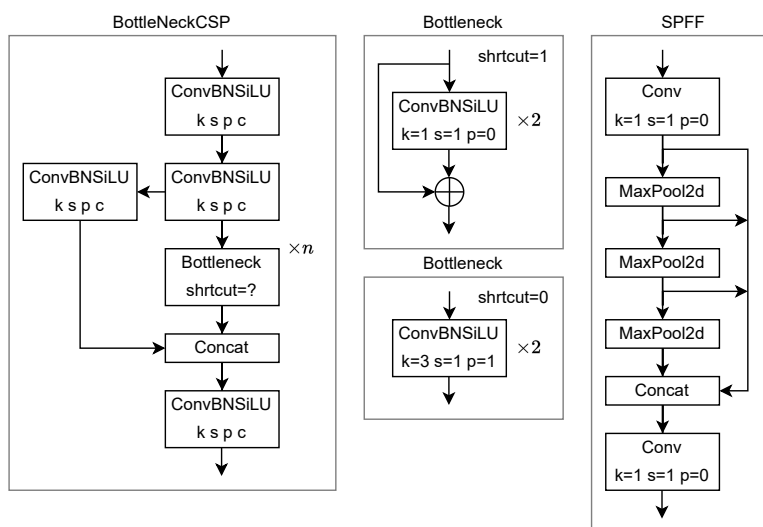 BottleNeckCSP
ConvBNSiLU
k s p c
ConvBNSiLU
k s p c
ConvBNSiLU
k s p c
Bottleneck
shrtcut=?
×n
Concat
ConvBNSiLU
k s p c
Bottleneck
shrtcut=1
ConvBNSiLU
k=1 s=1 p=0
×2
Bottleneck
shrtcut=0
ConvBNSiLU
k=3 s=1 p=1
×2
SPFF
Conv
k=1 s=1 p=0
MaxPool2d
MaxPool2d
MaxPool2d
Concat
Conv
k=1 s=1 p=0